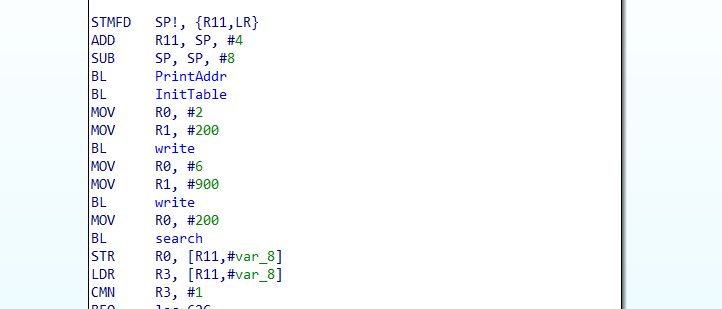 STMFD SP!, {R11,LR}
ADD R11, SP, #4
SUB SP, SP, #8
BL PrintAddr
BL InitTable
MOV R0, #2
MOV R1, #200
BL write
MOV R0, #6
MOV R1, #900
BL write
MOV R0, #200
BL search
STR R0, [R11,#var_8]
LDR R3, [R11,#var_8]
CMN R3, #1